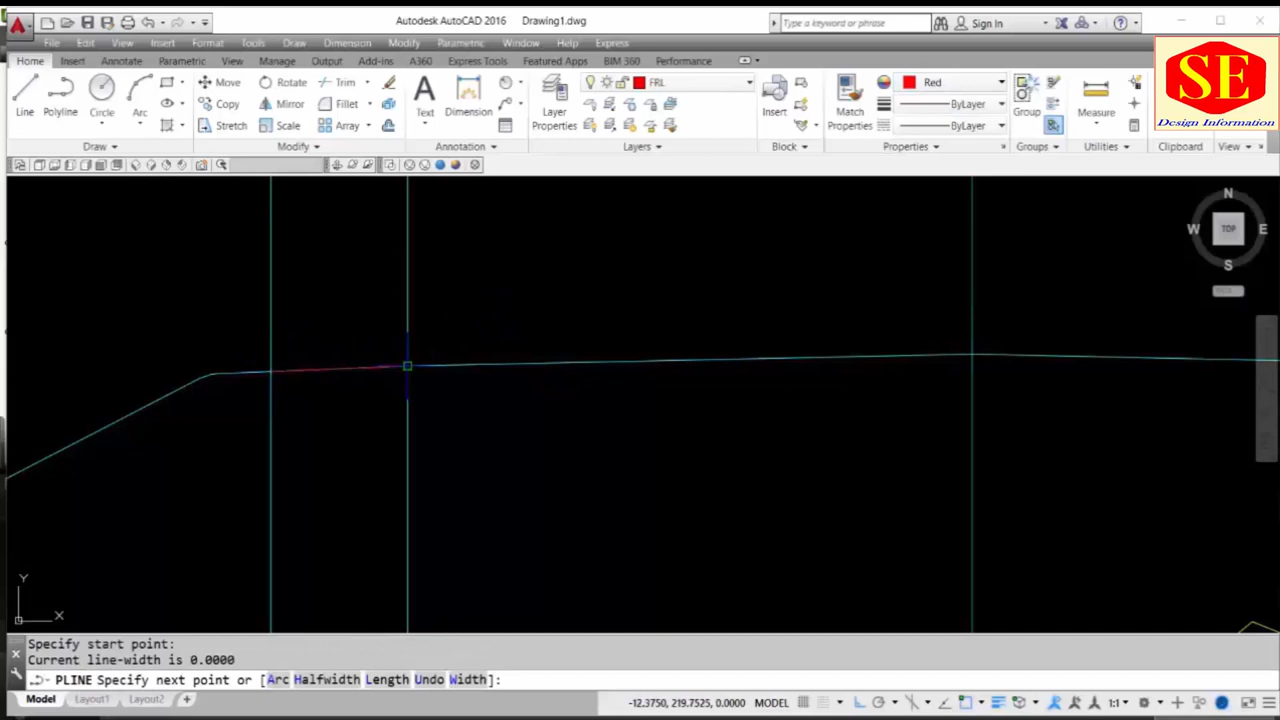 Autodesk AutoCAD 2016 Drawing1.dwg
Type a keyword or phrase
Sign In
File Edit View Insert Format Tools Draw Dimension Modify Parametric Window Help Express
Home Insert Annotate Parametric View Manage Output Add-ins A360 Express Tools Featured Apps BIM 360 Performance
Line Polyline Circle Arc
Move Rotate Trim
Copy Mirror Fillet
Stretch Scale Array
Text Dimension
Layer Properties
FRL
Insert
Match Properties
Red
ByLayer
ByLayer
Group
Measure
Draw Modify Annotation Layers Block Properties Groups Utilities Clipboard View
SE
Design Information
N
W TOP E
S
Y
X
Specify start point:
Current line-width is 0.0000
PLINE Specify next point or [Arc Halfwidth Length Undo Width]:
Model Layout1 Layout2 +
-12.3750, 219.7525, 0.0000 MODEL 1:1